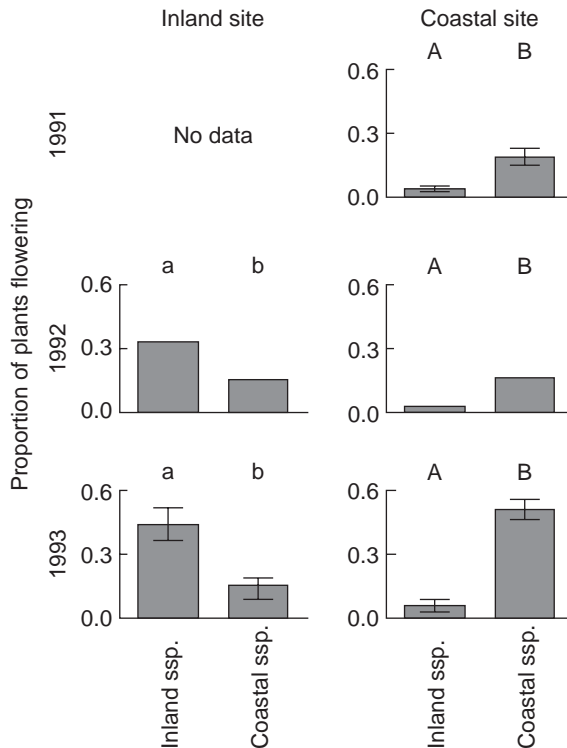 Inland site
Coastal site
Proportion of plants flowering
1991
No data
A B
0.6
0.3
0.0
1992
a b
0.6
0.3
0.0
A B
0.6
0.3
0.0
1993
a b
0.6
0.3
0.0
Inland ssp.
Coastal ssp.
A B
0.6
0.3
0.0
Inland ssp.
Coastal ssp.